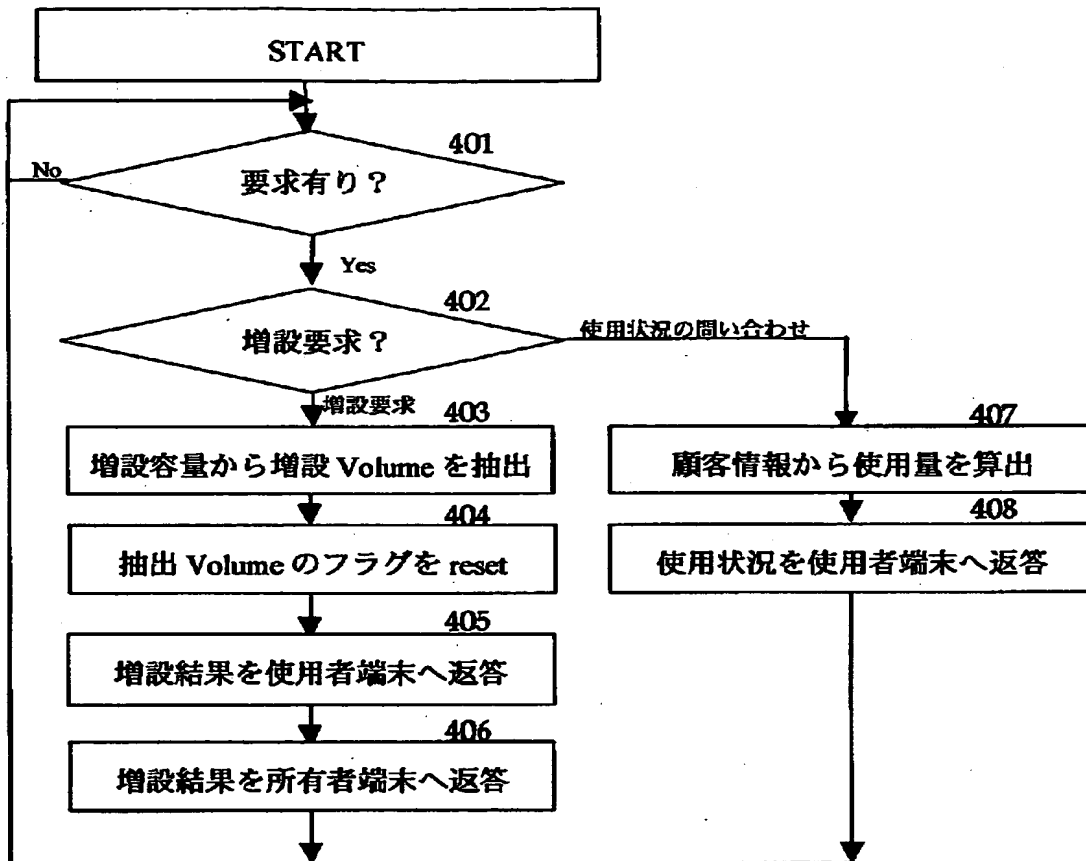 START
401
No
要求有り？
Yes
402
増設要求？
使用状況の問い合わせ
増設要求
403
増設容量から増設 Volume を抽出
404
抽出 Volume のフラグを reset
405
増設結果を使用者端末へ返答
406
増設結果を所有者端末へ返答
407
顧客情報から使用量を算出
408
使用状況を使用者端末へ返答